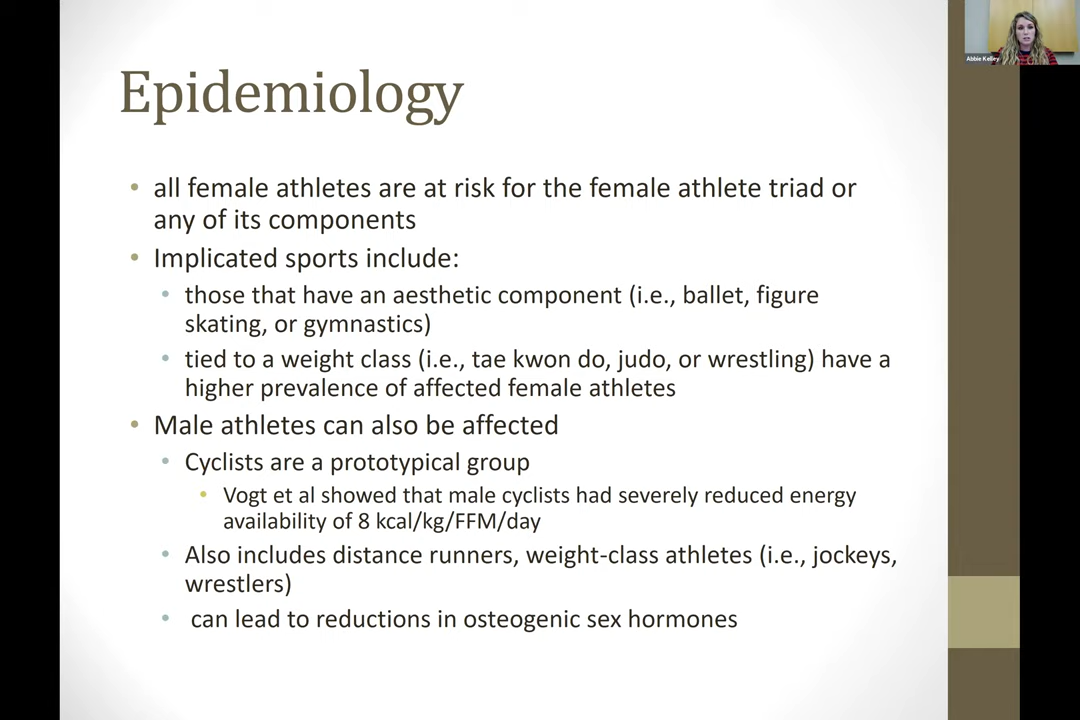 Abbie Kelley
Epidemiology
• all female athletes are at risk for the female athlete triad or
any of its components
• Implicated sports include:
• those that have an aesthetic component (i.e., ballet, figure
skating, or gymnastics)
• tied to a weight class (i.e., tae kwon do, judo, or wrestling) have a
higher prevalence of affected female athletes
• Male athletes can also be affected
• Cyclists are a prototypical group
• Vogt et al showed that male cyclists had severely reduced energy
availability of 8 kcal/kg/FFM/day
• Also includes distance runners, weight-class athletes (i.e., jockeys,
wrestlers)
• can lead to reductions in osteogenic sex hormones